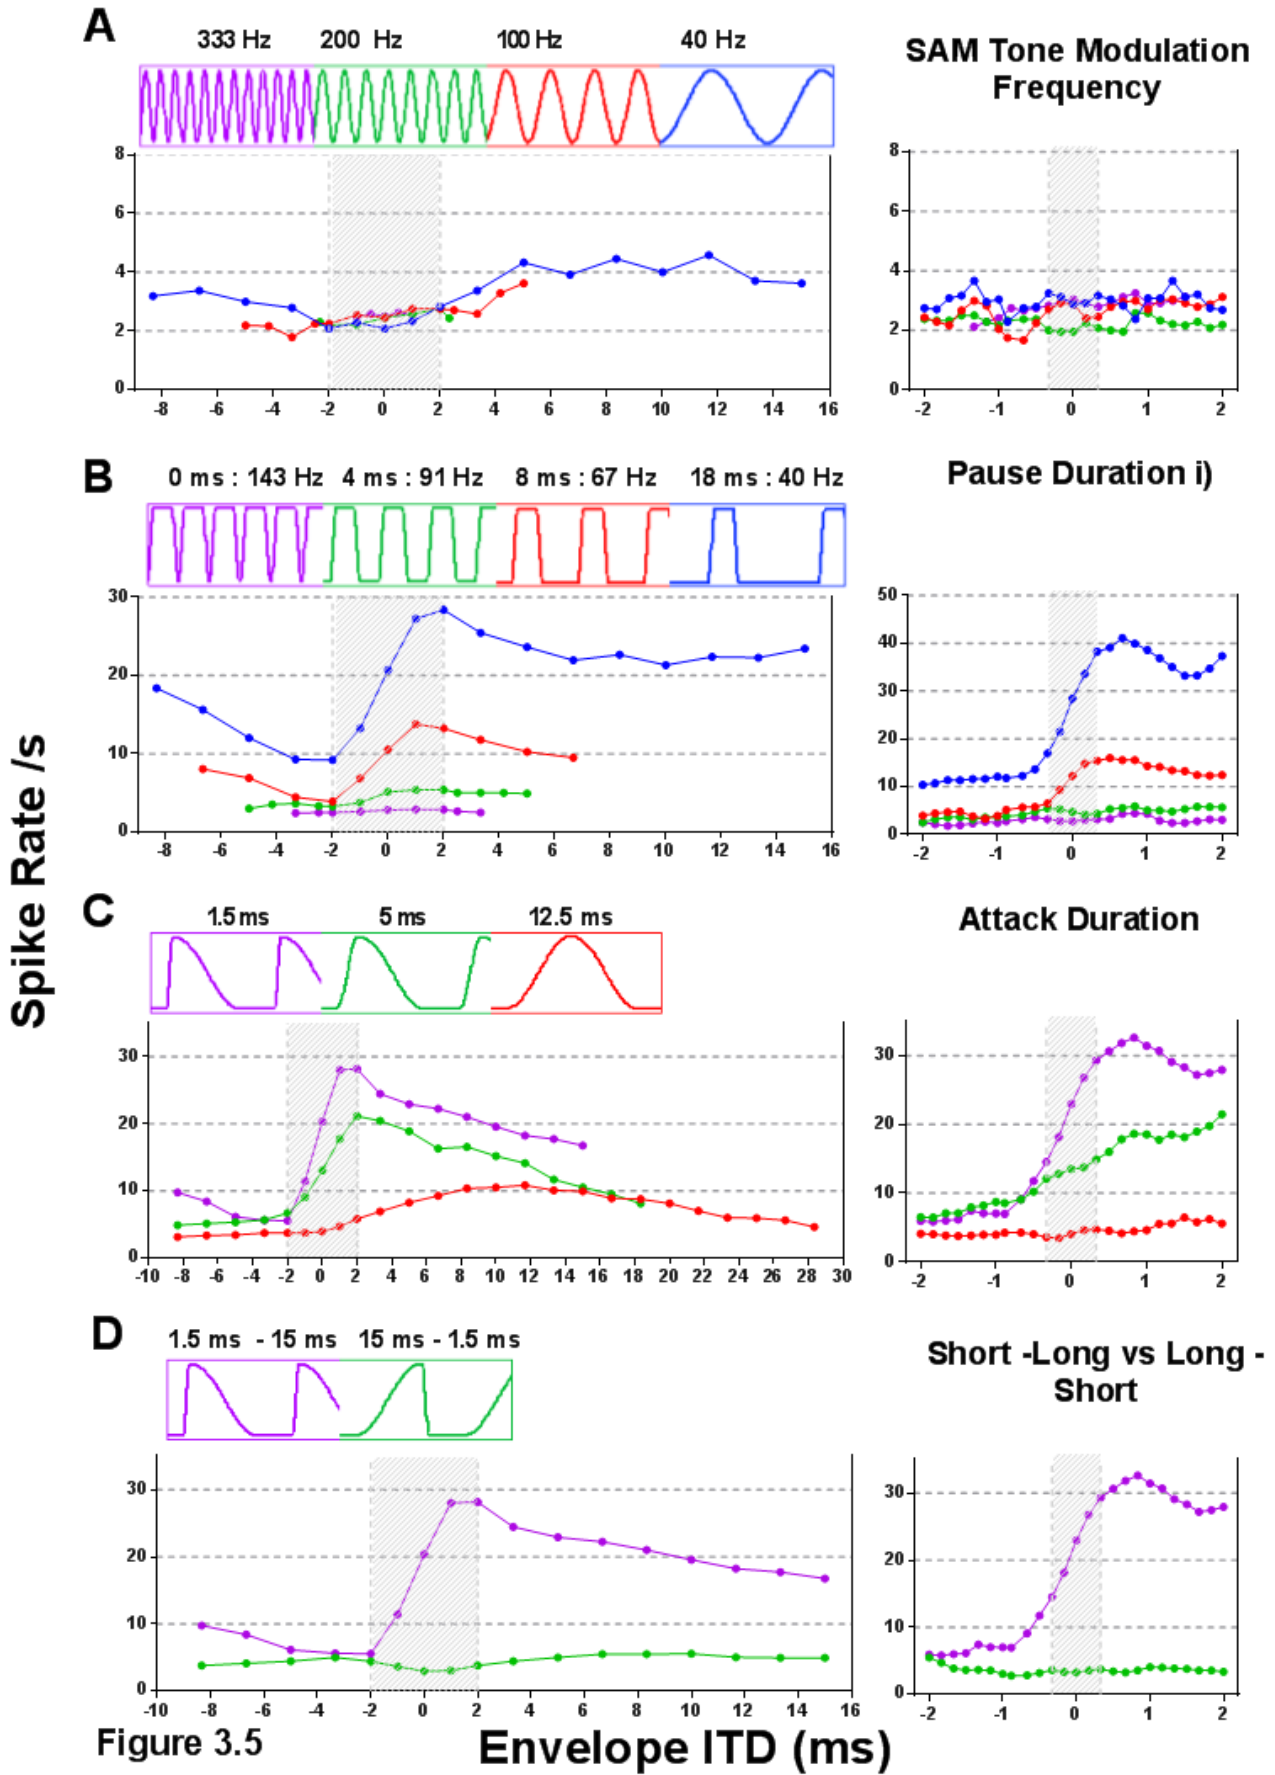 A
333 Hz 200 Hz 100 Hz 40 Hz
SAM Tone Modulation
Frequency
8
6
4
2
0
-8 -6 -4 -2 0 2 4 6 8 10 12 14 16
8
6
4
2
0
-2 -1 0 1 2
B
0 ms : 143 Hz 4 ms : 91 Hz 8 ms : 67 Hz 18 ms : 40 Hz
Pause Duration i)
30
20
10
0
-8 -6 -4 -2 0 2 4 6 8 10 12 14 16
50
40
30
20
10
0
-2 -1 0 1 2
Spike Rate /s
C
1.5 ms 5 ms 12.5 ms
Attack Duration
30
20
10
0
-10 -8 -6 -4 -2 0 2 4 6 8 10 12 14 16 18 20 22 24 26 28 30
30
20
10
0
-2 -1 0 1 2
D
1.5 ms - 15 ms 15 ms - 1.5 ms
Short -Long vs Long -
Short
30
20
10
0
-10 -8 -6 -4 -2 0 2 4 6 8 10 12 14 16
30
20
10
0
-2 -1 0 1 2
Figure 3.5
Envelope ITD (ms)